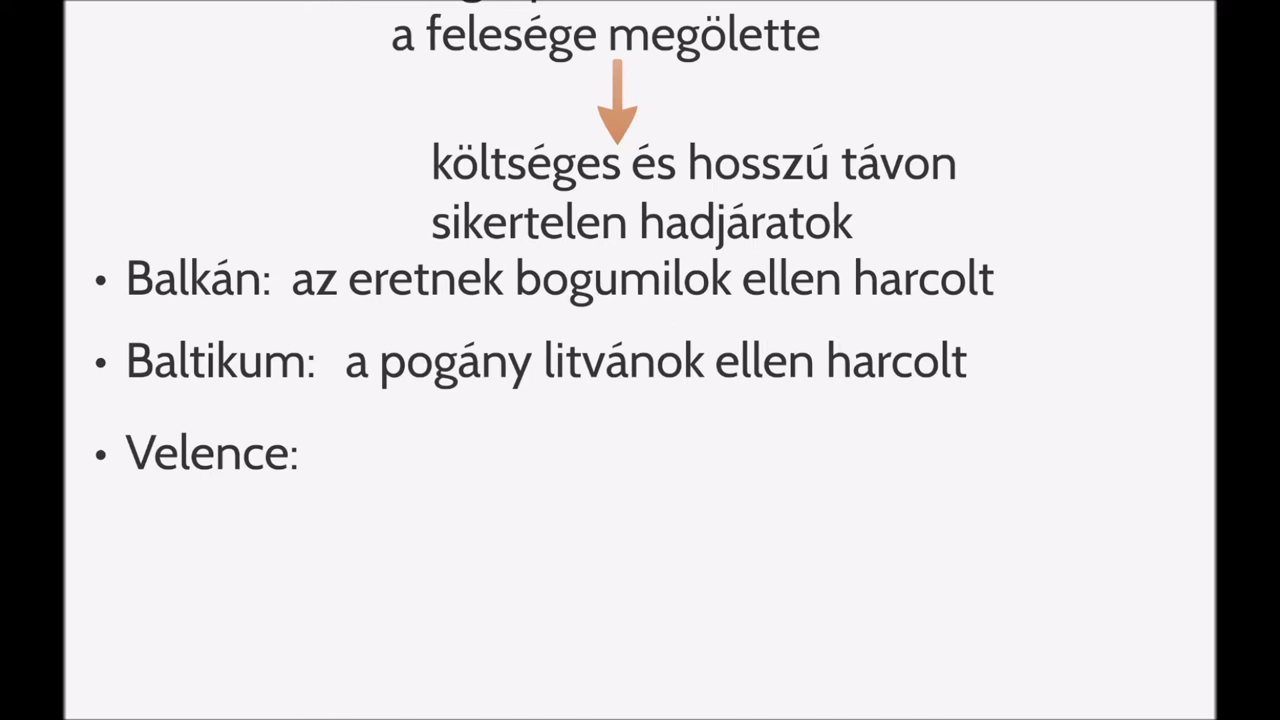 a felesége megölette
költséges és hosszú távon
sikertelen hadjáratok
• Balkán: az eretnek bogumilok ellen harcolt
• Baltikum: a pogány litvánok ellen harcolt
• Velence: